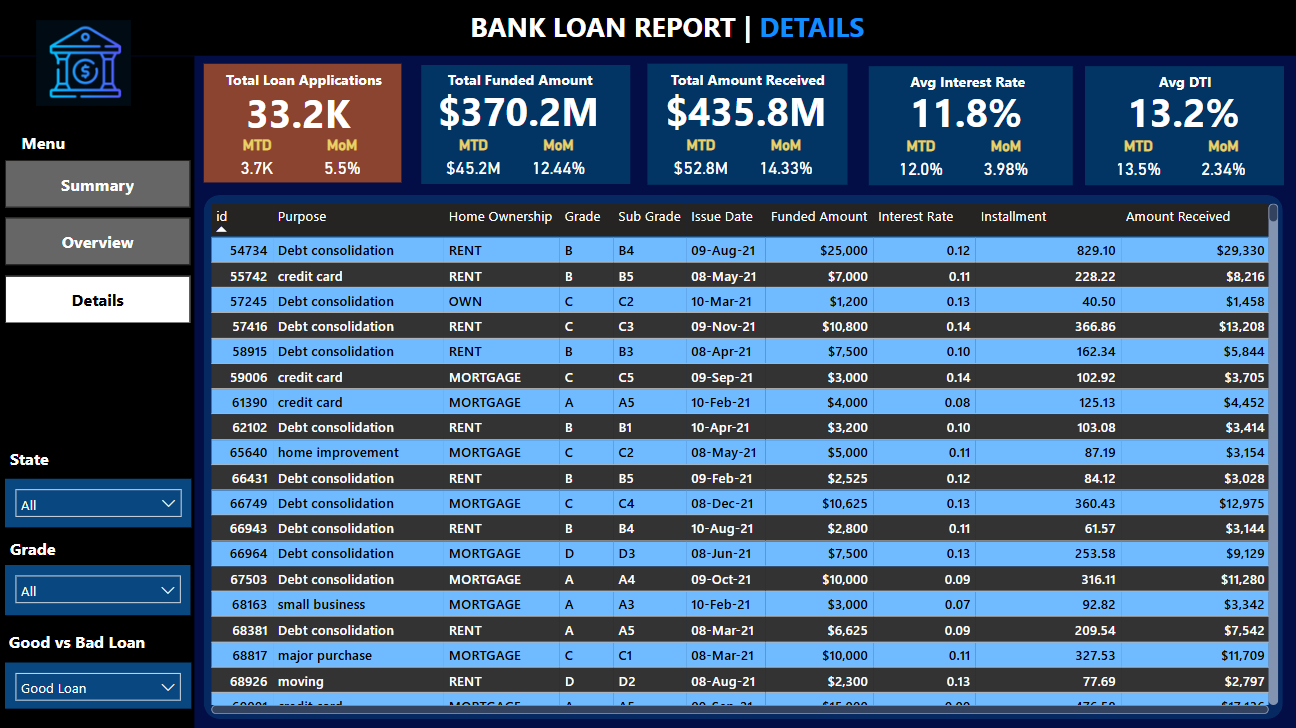 BANK LOAN REPORT | DETAILS
Menu
Summary
Overview
Details
State
All
Grade
All
Good vs Bad Loan
Good Loan
Total Loan Applications
33.2K
MTD MoM
3.7K 5.5%
Total Funded Amount
$370.2M
MTD MoM
$45.2M 12.44%
Total Amount Received
$435.8M
MTD MoM
$52.8M 14.33%
Avg Interest Rate
11.8%
MTD MoM
12.0% 3.98%
Avg DTI
13.2%
MTD MoM
13.5% 2.34%
id Purpose Home Ownership Grade Sub Grade Issue Date Funded Amount Interest Rate Installment Amount Received
54734 Debt consolidation RENT B B4 09-Aug-21 $25,000 0.12 829.10 $29,330
55742 credit card RENT B B5 08-May-21 $7,000 0.11 228.22 $8,216
57245 Debt consolidation OWN C C2 10-Mar-21 $1,200 0.13 40.50 $1,458
57416 Debt consolidation RENT C C3 09-Nov-21 $10,800 0.14 366.86 $13,208
58915 Debt consolidation RENT B B3 08-Apr-21 $7,500 0.10 162.34 $5,844
59006 credit card MORTGAGE C C5 09-Sep-21 $3,000 0.14 102.92 $3,705
61390 credit card MORTGAGE A A5 10-Feb-21 $4,000 0.08 125.13 $4,452
62102 Debt consolidation RENT B B1 10-Apr-21 $3,200 0.10 103.08 $3,414
65640 home improvement MORTGAGE C C2 08-May-21 $5,000 0.11 87.19 $3,154
66431 Debt consolidation RENT B B5 09-Feb-21 $2,525 0.12 84.12 $3,028
66749 Debt consolidation MORTGAGE C C4 08-Dec-21 $10,625 0.13 360.43 $12,975
66943 Debt consolidation RENT B B4 10-Aug-21 $2,800 0.11 61.57 $3,144
66964 Debt consolidation MORTGAGE D D3 08-Jun-21 $7,500 0.13 253.58 $9,129
67503 Debt consolidation MORTGAGE A A4 09-Oct-21 $10,000 0.09 316.11 $11,280
68163 small business MORTGAGE A A3 10-Feb-21 $3,000 0.07 92.82 $3,342
68381 Debt consolidation RENT A A5 08-Mar-21 $6,625 0.09 209.54 $7,542
68817 major purchase MORTGAGE C C1 08-Mar-21 $10,000 0.11 327.53 $11,709
68926 moving RENT D D2 08-Aug-21 $2,300 0.13 77.69 $2,797